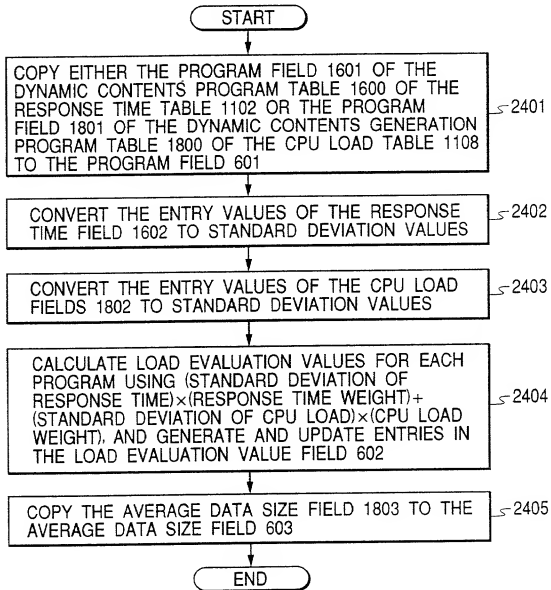 START
COPY EITHER THE PROGRAM FIELD 1601 OF THE
DYNAMIC CONTENTS PROGRAM TABLE 1600 OF THE
RESPONSE TIME TABLE 1102 OR THE PROGRAM
FIELD 1801 OF THE DYNAMIC CONTENTS GENERATION
PROGRAM TABLE 1800 OF THE CPU LOAD TABLE 1108
TO THE PROGRAM FIELD 601
2401
CONVERT THE ENTRY VALUES OF THE RESPONSE
TIME FIELD 1602 TO STANDARD DEVIATION VALUES
2402
CONVERT THE ENTRY VALUES OF THE CPU LOAD
FIELDS 1802 TO STANDARD DEVIATION VALUES
2403
CALCULATE LOAD EVALUATION VALUES FOR EACH
PROGRAM USING (STANDARD DEVIATION OF
RESPONSE TIME)×(RESPONSE TIME WEIGHT)+
(STANDARD DEVIATION OF CPU LOAD)×(CPU LOAD
WEIGHT), AND GENERATE AND UPDATE ENTRIES IN
THE LOAD EVALUATION VALUE FIELD 602
2404
COPY THE AVERAGE DATA SIZE FIELD 1803 TO THE
AVERAGE DATA SIZE FIELD 603
2405
END